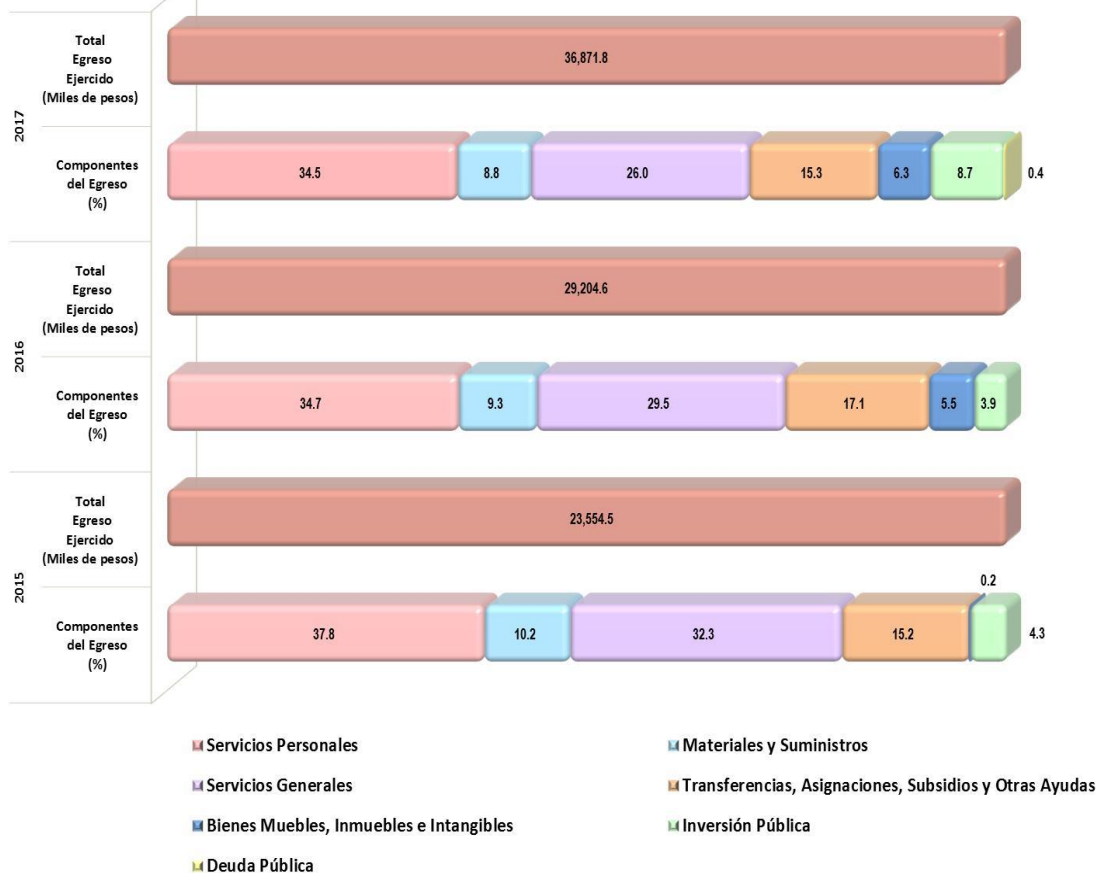 2017
Total
Egreso
Ejercido
(Miles de pesos)
36,871.8
Componentes
del Egreso
(%)
34.5
8.8
26.0
15.3
6.3
8.7
0.4
2016
Total
Egreso
Ejercido
(Miles de pesos)
29,204.6
Componentes
del Egreso
(%)
34.7
9.3
29.5
17.1
5.5
3.9
2015
Total
Egreso
Ejercido
(Miles de pesos)
23,554.5
Componentes
del Egreso
(%)
37.8
10.2
32.3
15.2
0.2
4.3
Servicios Personales
Materiales y Suministros
Servicios Generales
Transferencias, Asignaciones, Subsidios y Otras Ayudas
Bienes Muebles, Inmuebles e Intangibles
Inversión Pública
Deuda Pública